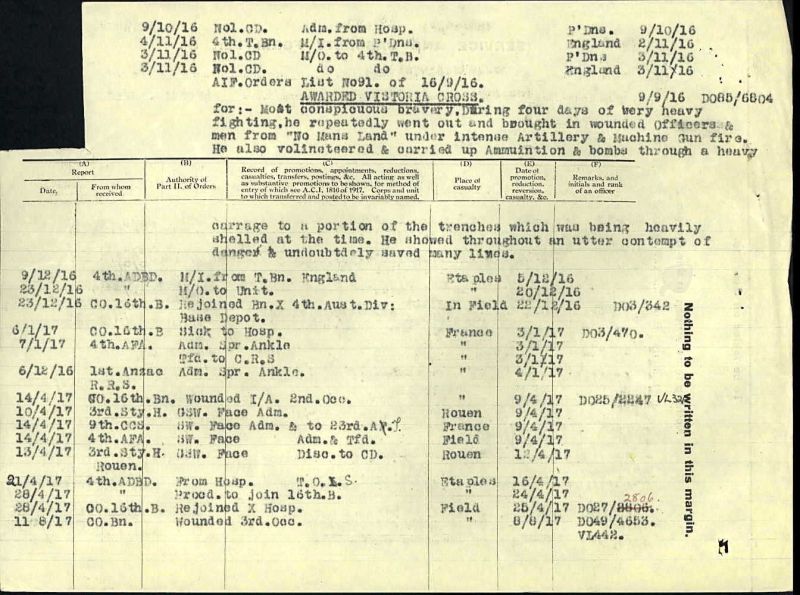 9/10/16 No1.CD. Adm.from Hosp. P'Dns. 9/10/16
4/11/16 4th.T.Bn. M/I.from P'Dns. England 2/11/16
3/11/16 No1.CD M/O.to 4th.T.B. P'Dns 3/11/16
3/11/16 No1.CD. do do England 3/11/16
AIF.Orders List No91. of 16/9/16.
AWARDED VISTORIA CROSS. 9/9/16 DO85/6804
for:- Most conspicuous bravery.During four days of very heavy
fighting,he repeatedly went out and brought in wounded Officers &
men from "No Mans Land" under intense Artillery & Machine Gun fire.
He also volinteered & carried up Ammuintion & bombs through a heavy
(A) (B) (C) (D) (E) (F)
Report
Date, From whom received
Authority of Part II. of Orders
Record of promotions, appointments, reductions, casualties, transfers, postings, &c. All acting as well as substantive promotions to be shown, for method of entry of which see A.C.I. 1816 of 1917. Corps and unit to which transferred and posted to be invariably named.
Place of casualty
Date of promotion, reduction, reversion, casualty, &c.
Remarks, and initials and rank of an officer
carrage to a portion of the trenches which was being heavily
shelled at the time. He showed throughout an utter contempt of
danger & undoubtdely saved many lives.
9/12/16 4th.ADBD. M/I.from T.Bn. England Etaples 5/12/16
23/12/16 " M/O.to Unit. " 20/12/16
23/12/16 CO.16th.B. Rejoined Bn.X 4th.Aust.Div: In Field 22/12/16 DO3/342
Base Depot.
6/1/17 CO.16th.B Sick to Hosp. France 3/1/17 DO3/470.
7/1/17 4th.AFA. Adm. Spr.Ankle " 3/1/17
Tfd.to C.R.S " 3/1/17
6/12/16 1st.Anzac Adm. Spr. Ankle. " 4/1/17
R.R.S.
14/4/17 CO.16th.Bn. Wounded I/A. 2nd.Occ. " 9/4/17 DO25/2247
10/4/17 3rd.Sty.H. GSW. Face Adm. Rouen 9/4/17
14/4/17 9th.CCS. SW. Face Adm. & to 23rd. France 9/4/17
14/4/17 4th.AFA. SW. Face Adm.& Tfd. Field 9/4/17
13/4/17 3rd.Sty.H. GSW. Face Disc.to CD. Rouen 12/4/17
Rouen.
21/4/17 4th.ADBD. From Hosp. T.O.L.S. Etaples 16/4/17
28/4/17 " Procd.to join 16th.B. " 24/4/17
2806.
28/4/17 CO.16th.B. Rejoined X Hosp. Field 25/4/17 DO27/
11 8/17 CO.Bn. Wounded 3rd.Occ. " 8/8/17 DO49/4653.
VL442.
Nothing to be written in this margin.